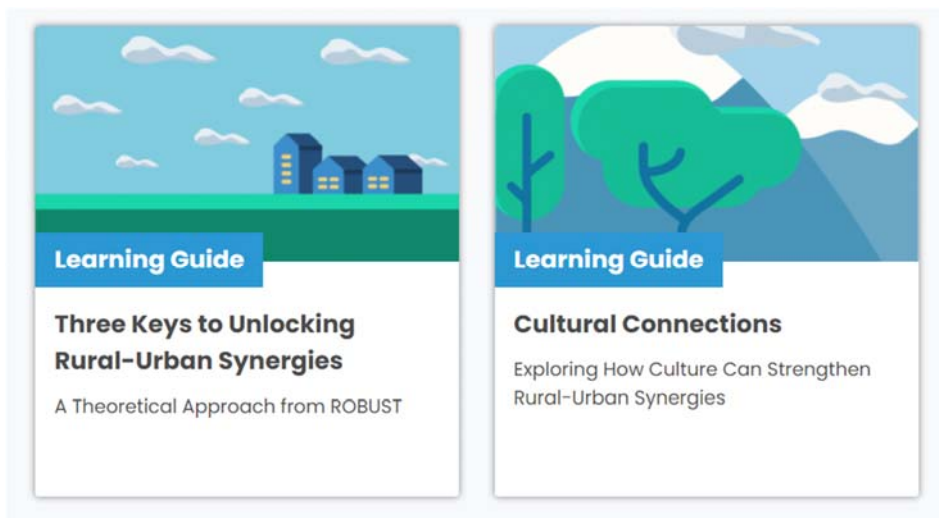 Learning Guide
Three Keys to Unlocking
Rural-Urban Synergies
A Theoretical Approach from ROBUST
Learning Guide
Cultural Connections
Exploring How Culture Can Strengthen
Rural-Urban Synergies